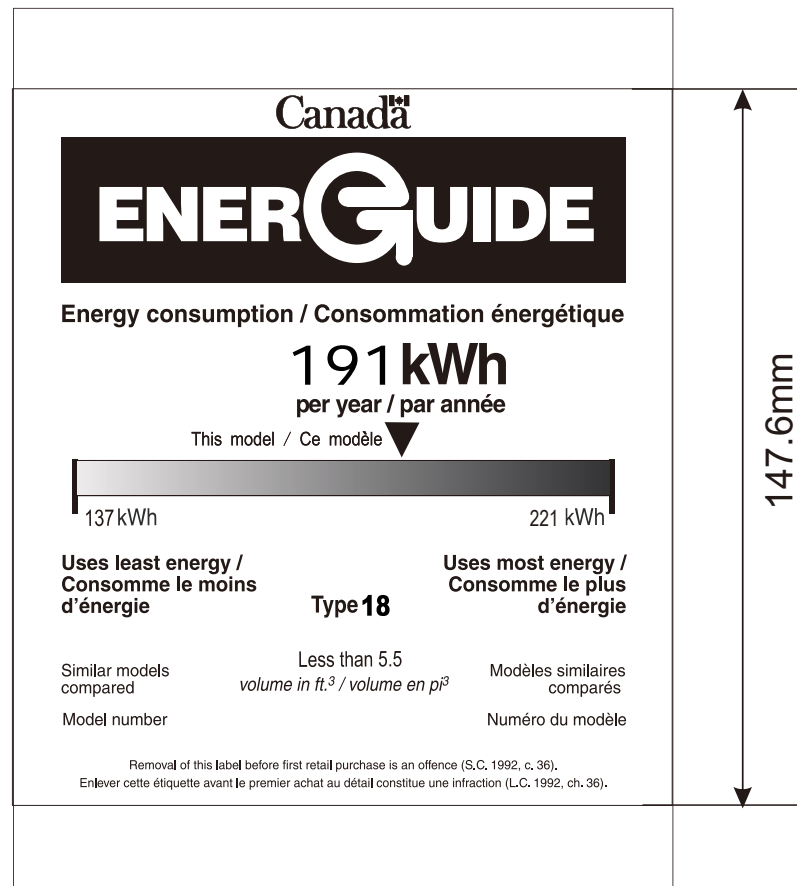 Canada
ENERGUIDE
Energy consumption / Consommation énergétique
191 kWh
per year / par année
This model / Ce modèle
137 kWh
221 kWh
Uses least energy /
Consomme le moins
d'énergie
Uses most energy /
Consomme le plus
d'énergie
Type 18
Similar models
compared
Less than 5.5
volume in ft.³ / volume en pi³
Modèles similaires
comparés
Model number
Numéro du modèle
Removal of this label before first retail purchase is an offence (S.C. 1992, c. 36).
Enlever cette étiquette avant le premier achat au détail constitue une infraction (L.C. 1992, ch. 36).
147.6mm